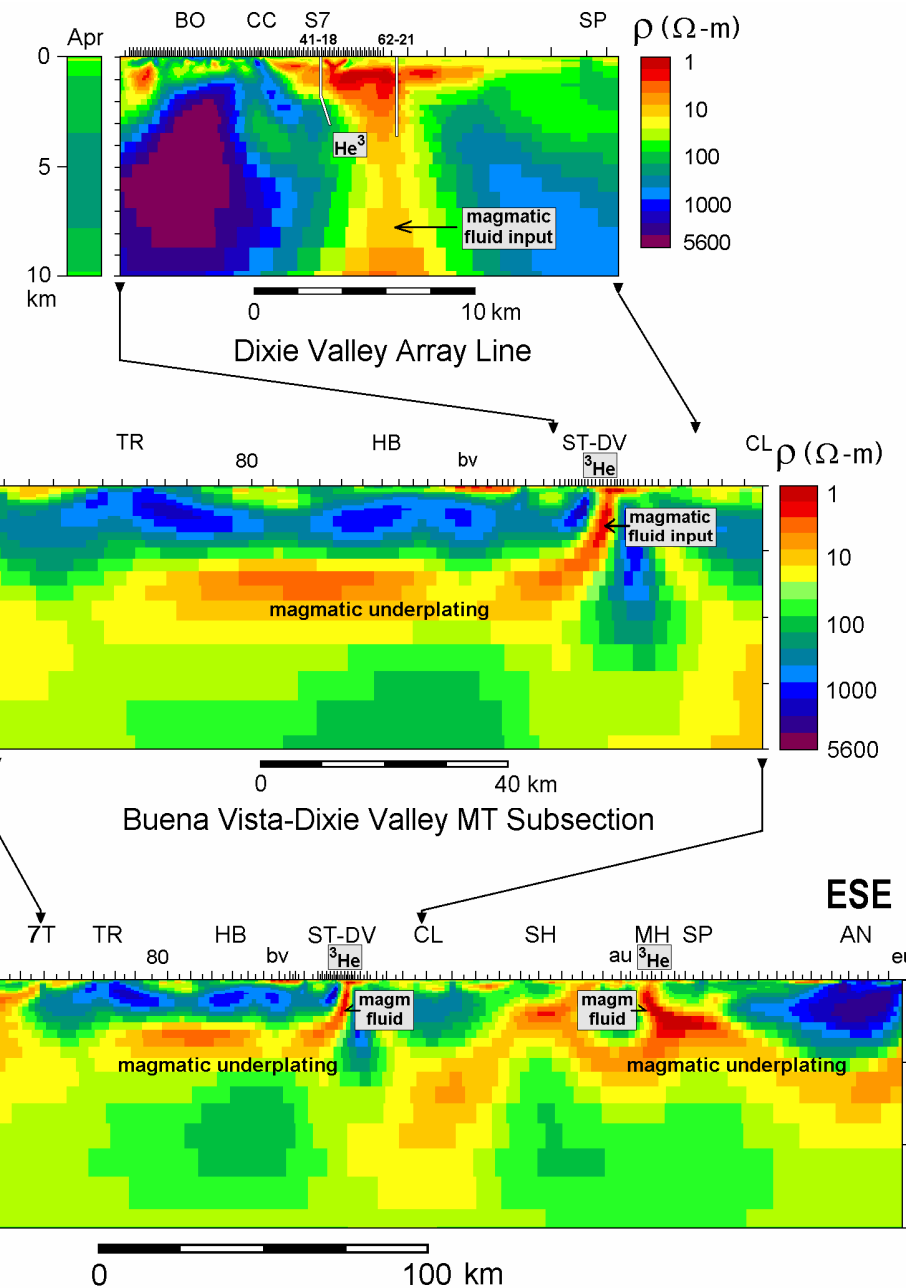 BO CC S7 SP ρ (Ω-m)
Apr 41-18 62-21
0
1
10
100
1000
5600
He³
5
magmatic
fluid input
10
km
0 10 km
Dixie Valley Array Line
TR HB ST-DV CL ρ (Ω-m)
80 bv ³He
1
10
100
1000
5600
magmatic
fluid input
magmatic underplating
0 40 km
Buena Vista-Dixie Valley MT Subsection
ESE
7T TR HB ST-DV CL SH MH SP AN
80 bv ³He au ³He eu
magm
fluid
magm
fluid
magmatic underplating
magmatic underplating
0 100 km